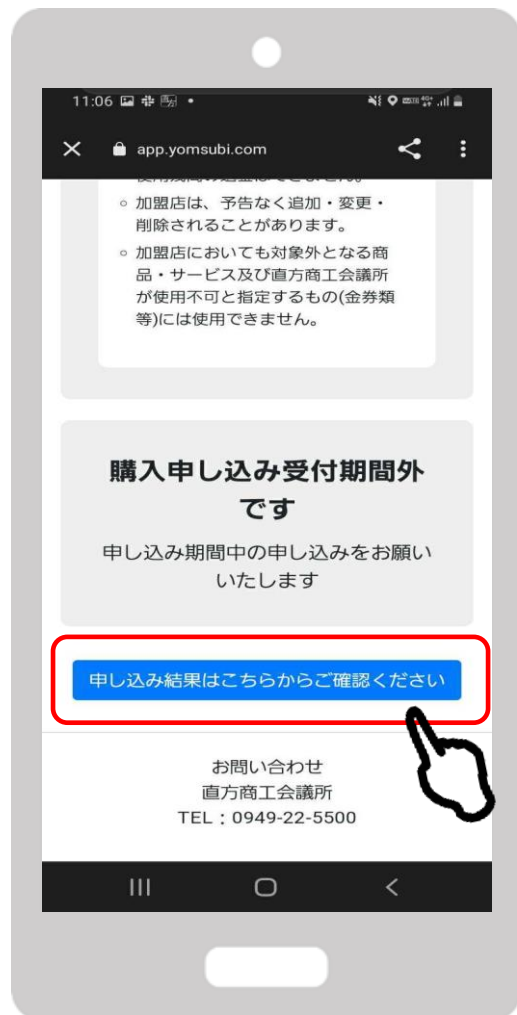 11:06
app.yomsubi.com
加盟店は、予告なく追加・変更・
削除されることがあります。
加盟店においても対象外となる商
品・サービス及び直方商工会議所
が使用不可と指定するもの(金券類
等)には使用できません。
購入申し込み受付期間外
です
申し込み期間中の申し込みをお願い
いたします
申し込み結果はこちらからご確認ください
お問い合わせ
直方商工会議所
TEL：0949-22-5500